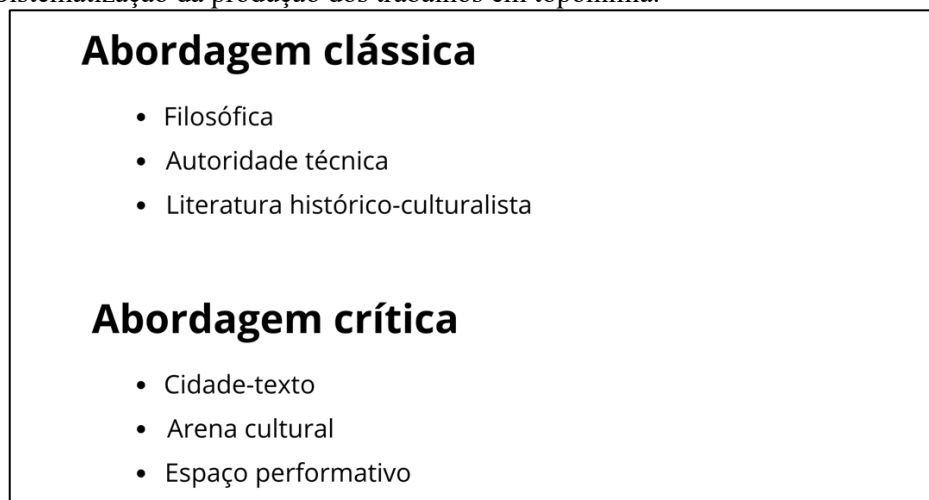 Sistematização da produção dos trabalhos em toponímia.
Abordagem clássica
• Filosófica
• Autoridade técnica
• Literatura histórico-culturalista
Abordagem crítica
• Cidade-texto
• Arena cultural
• Espaço performativo